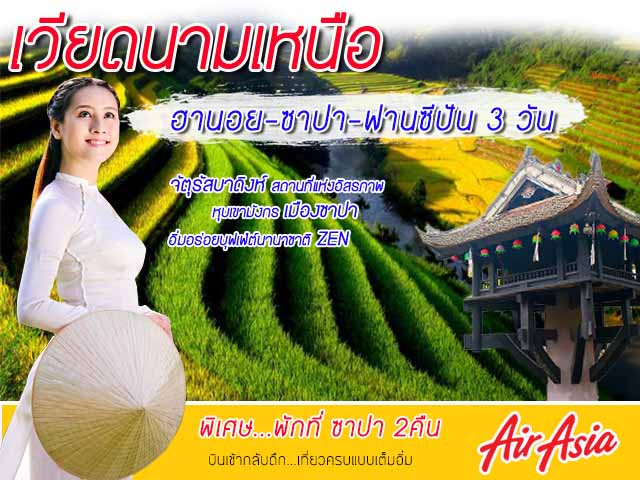 เวียดนามเหนือ
ฮานอย-ซาปา-ฟานซีปัน 3 วัน
จัตุรัสบาดิงห์ สถานที่แห่งอิสรภาพ
หุบเขามังกร เมืองซาปา
อิ่มอร่อยบุฟเฟ่ต์นานาชาติ ZEN
พิเศษ...พักที่ ซาปา 2คืน
บินเช้ากลับดึก...เที่ยวครบแบบเต็มอิ่ม
AirAsia